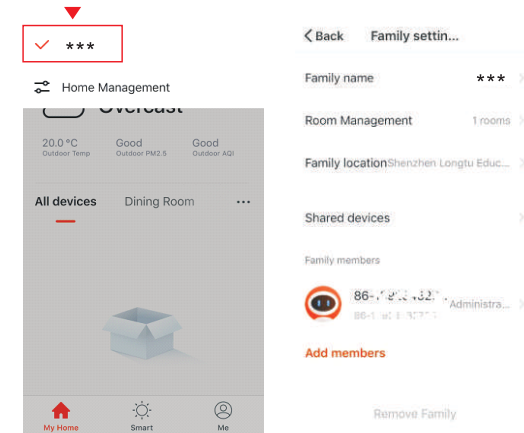 ***
Home Management
Overcast
20.0 °C Good Good
Outdoor Temp Outdoor PM2.5 Outdoor AQI
All devices Dining Room ...
My Home Smart Me
< Back Family settin...
Family name ***
Room Management 1 rooms
Family location Shenzhen Longtu Educ...
Shared devices
Family members
Administra...
Add members
Remove Family